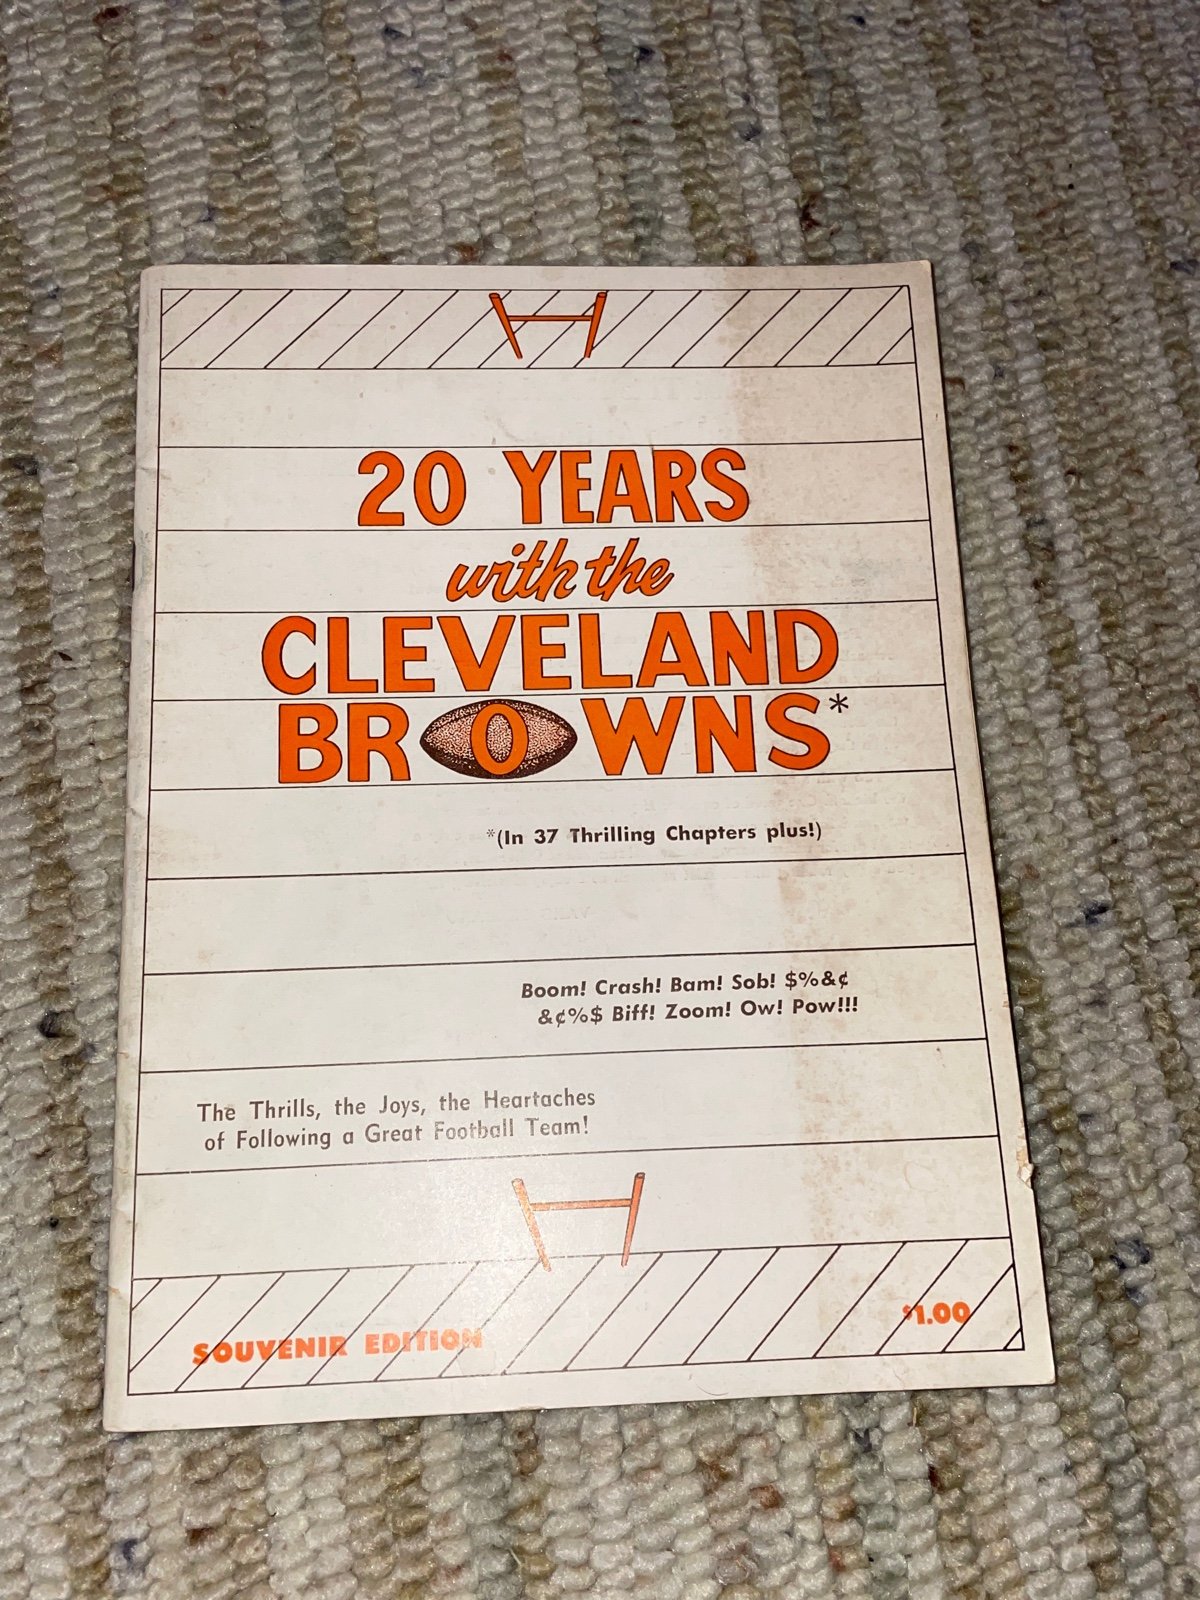 20 YEARS
with the
CLEVELAND
BROWNS*
*(In 37 Thrilling Chapters plus!)
Boom! Crash! Bam! Sob! $%&¢
&¢%$ Biff! Zoom! Ow! Pow!!!
The Thrills, the Joys, the Heartaches
of Following a Great Football Team!
SOUVENIR EDITION
$1.00